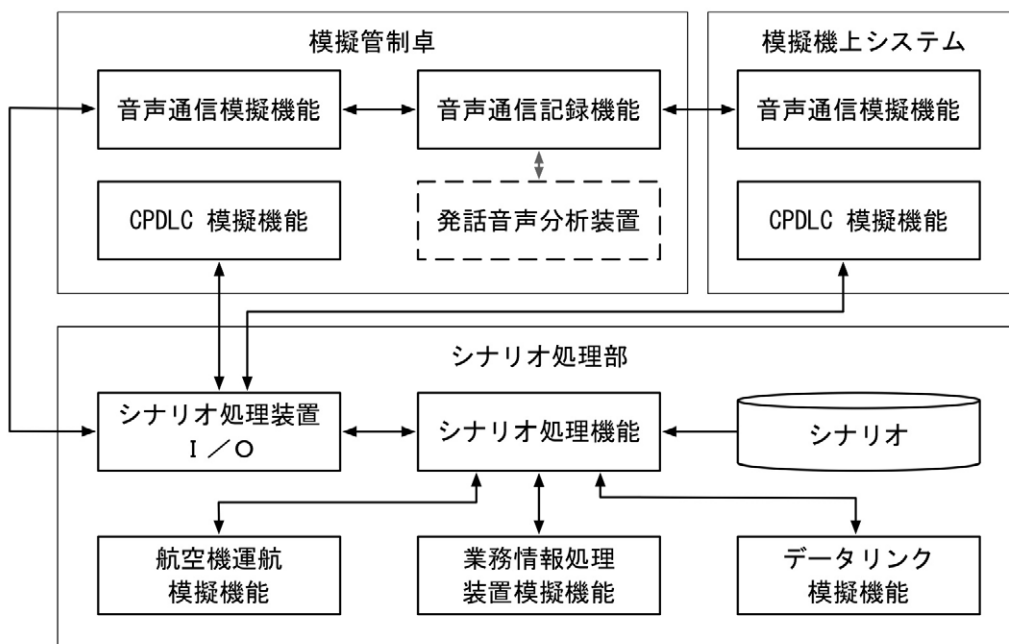 模擬管制卓
音声通信模擬機能
音声通信記録機能
CPDLC 模擬機能
発話音声分析装置
模擬機上システム
音声通信模擬機能
CPDLC 模擬機能
シナリオ処理部
シナリオ処理装置
I/O
シナリオ処理機能
シナリオ
航空機運航
模擬機能
業務情報処理
装置模擬機能
データリンク
模擬機能